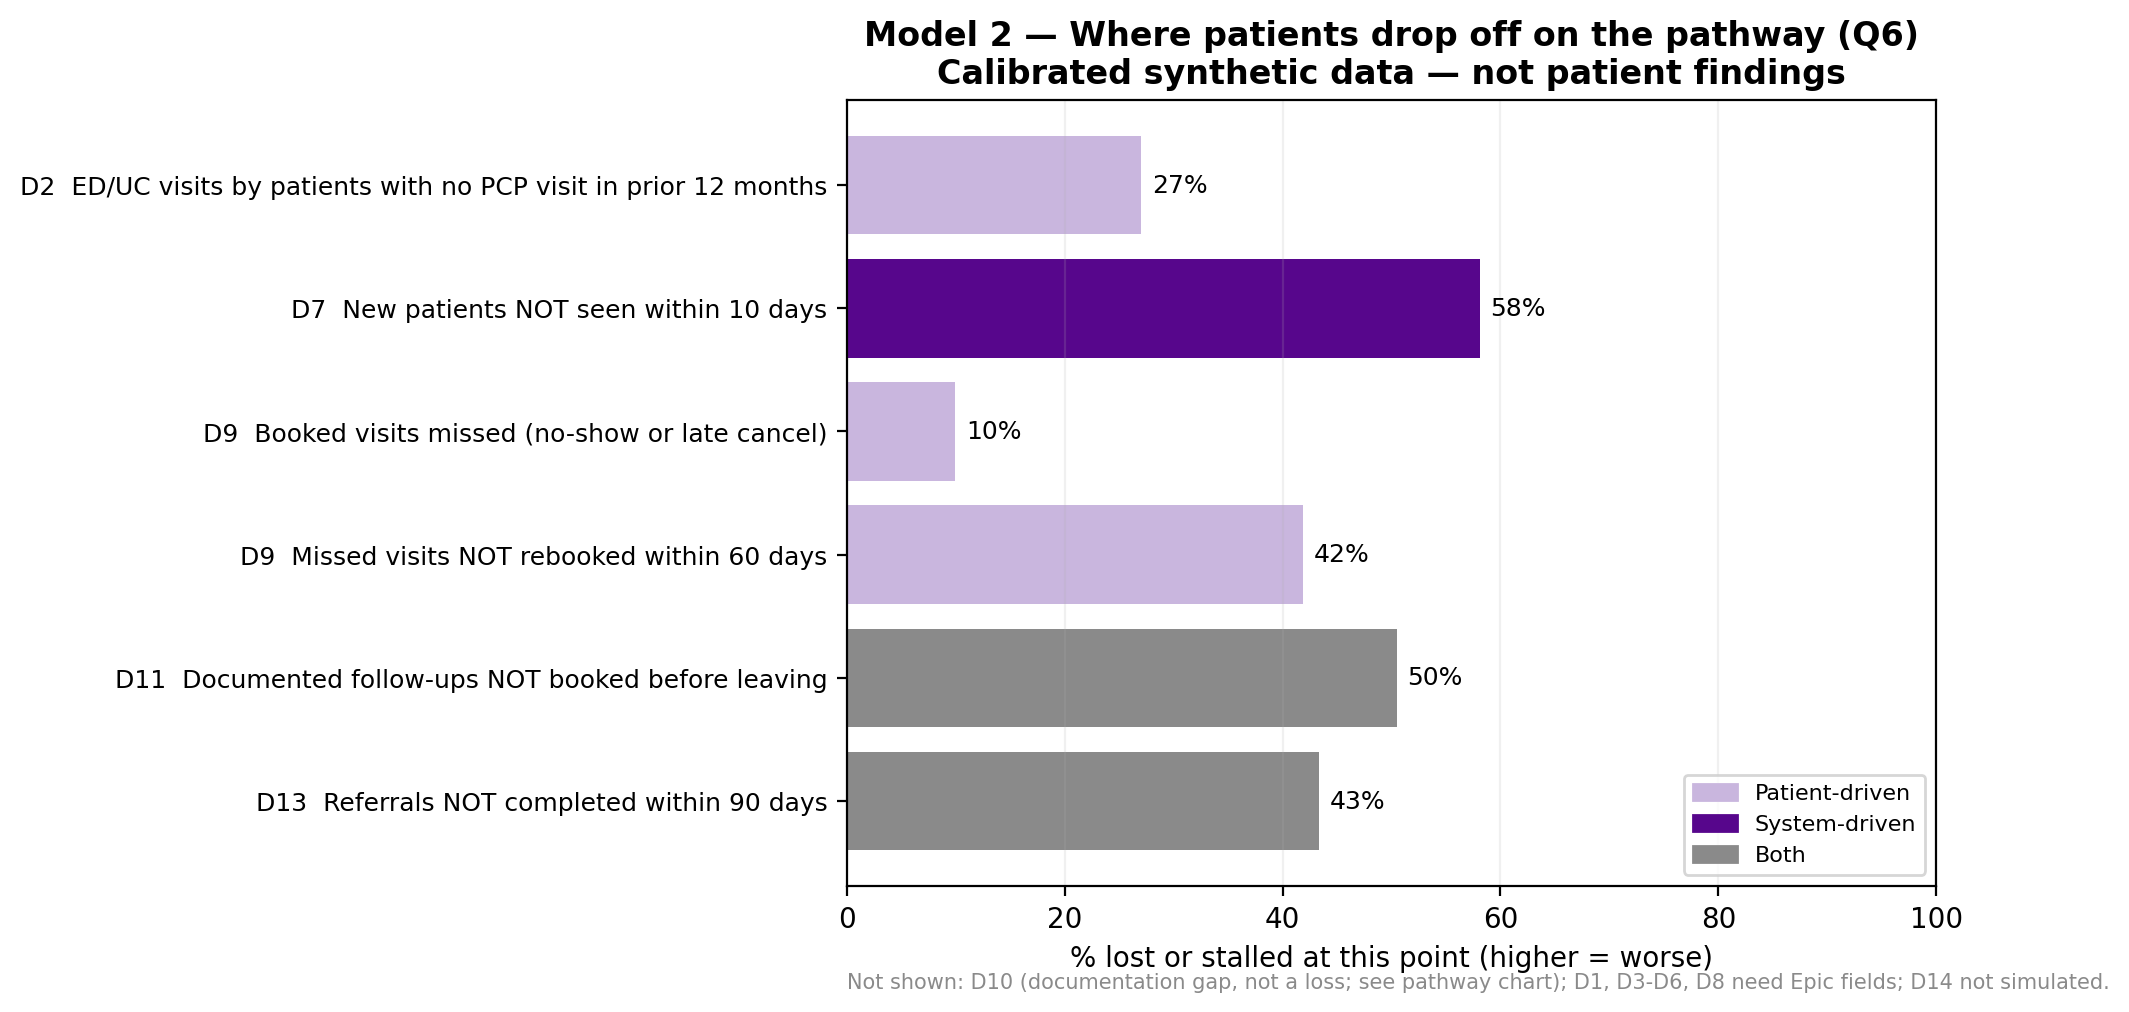 Model 2 — Where patients drop off on the pathway (Q6)
Calibrated synthetic data — not patient findings
D2  ED/UC visits by patients with no PCP visit in prior 12 months
27%
D7  New patients NOT seen within 10 days
58%
D9  Booked visits missed (no-show or late cancel)
10%
D9  Missed visits NOT rebooked within 60 days
42%
D11  Documented follow-ups NOT booked before leaving
50%
D13  Referrals NOT completed within 90 days
43%
Patient-driven
System-driven
Both
0 20 40 60 80 100
% lost or stalled at this point (higher = worse)
Not shown: D10 (documentation gap, not a loss; see pathway chart); D1, D3-D6, D8 need Epic fields; D14 not simulated.